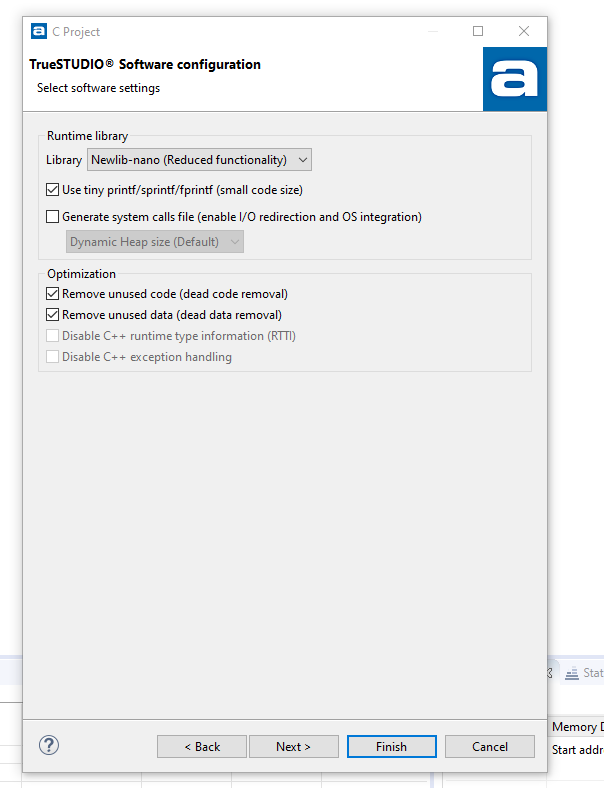 C Project
TrueSTUDIO® Software configuration
Select software settings
a
Runtime library
Library Newlib-nano (Reduced functionality)
Use tiny printf/sprintf/fprintf (small code size)
Generate system calls file (enable I/O redirection and OS integration)
Dynamic Heap size (Default)
Optimization
Remove unused code (dead code removal)
Remove unused data (dead data removal)
Disable C++ runtime type information (RTTI)
Disable C++ exception handling
Stat
Memory D
Start addr
? < Back Next > Finish Cancel